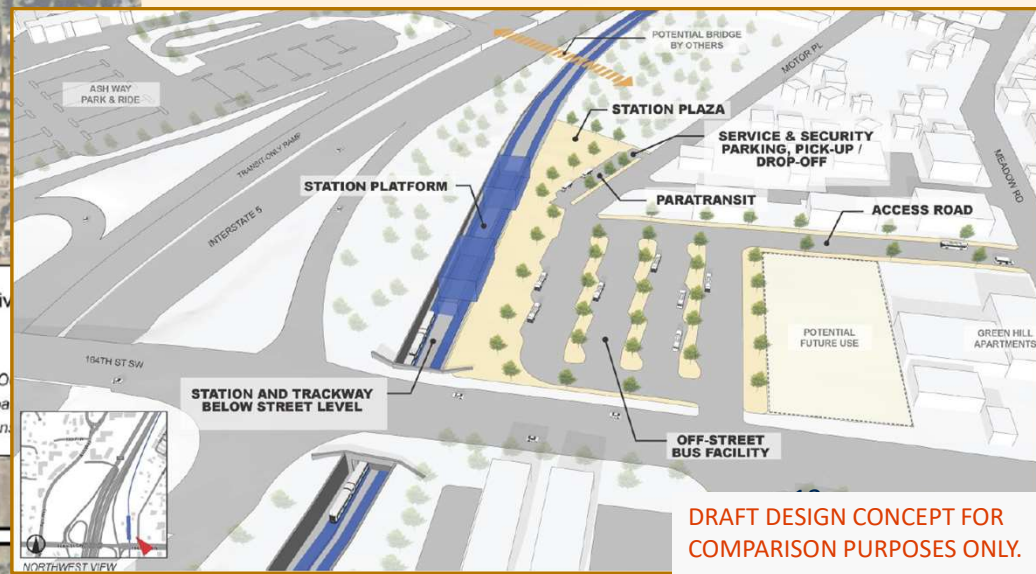 POTENTIAL BRIDGE
BY OTHERS
MOTOR PL
ASH WAY
PARK & RIDE
STATION PLAZA
TRANSIT-ONLY RAMP
SERVICE & SECURITY
PARKING, PICK-UP /
DROP-OFF
MEADOW RD
STATION PLATFORM
PARATRANSIT
INTERSTATE 5
ACCESS ROAD
POTENTIAL
FUTURE USE
GREEN HILL
APARTMENTS
164TH ST SW
STATION AND TRACKWAY
BELOW STREET LEVEL
OFF-STREET
BUS FACILITY
DRAFT DESIGN CONCEPT FOR
COMPARISON PURPOSES ONLY.
NORTHWEST VIEW